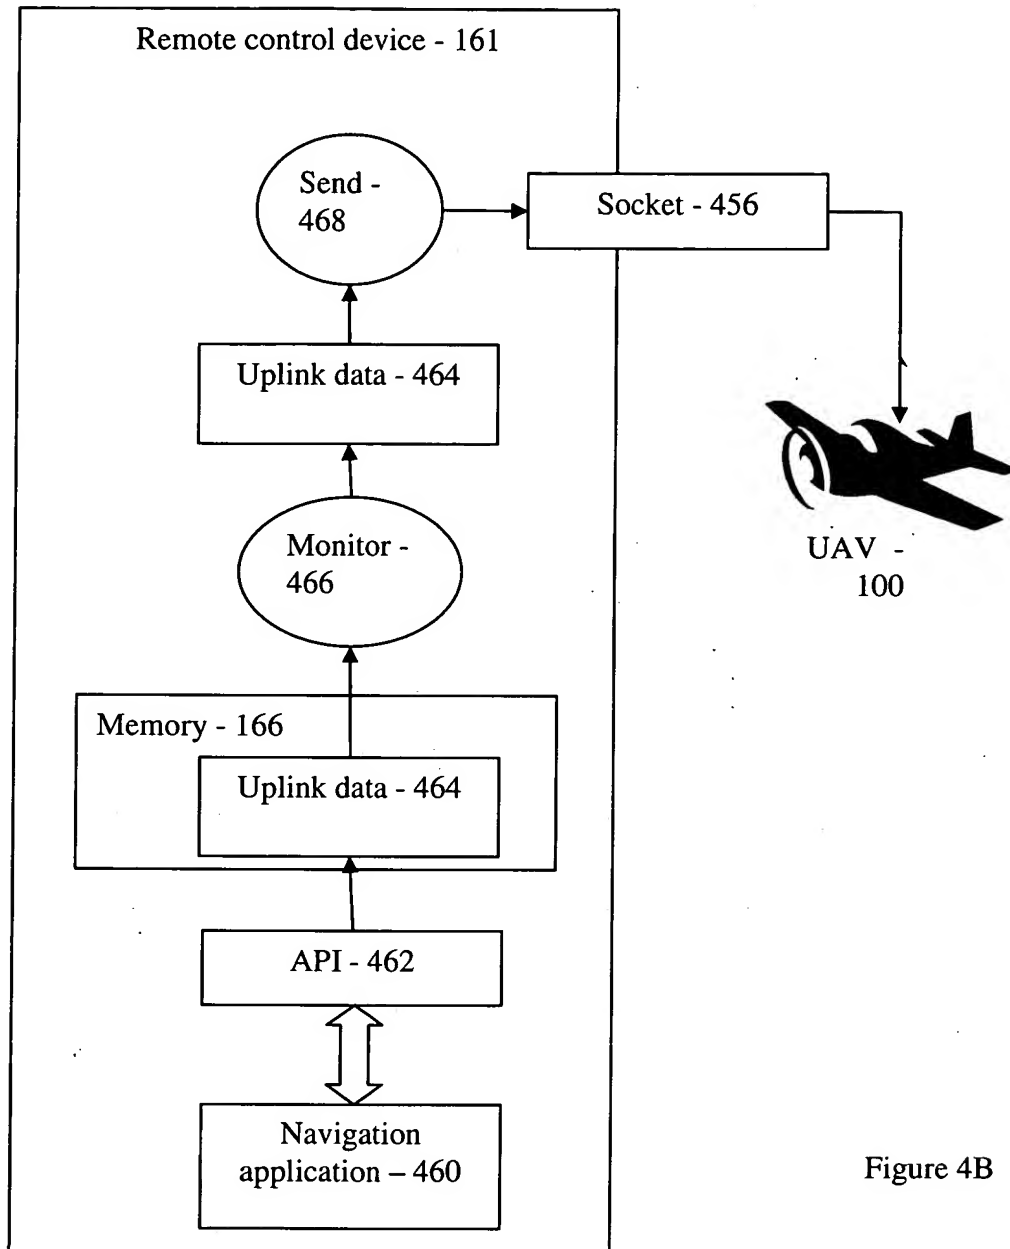 Remote control device - 161
Send -
468
Socket - 456
Uplink data - 464
UAV -
100
Monitor -
466
Memory - 166
Uplink data - 464
API - 462
Navigation
application – 460
Figure 4B